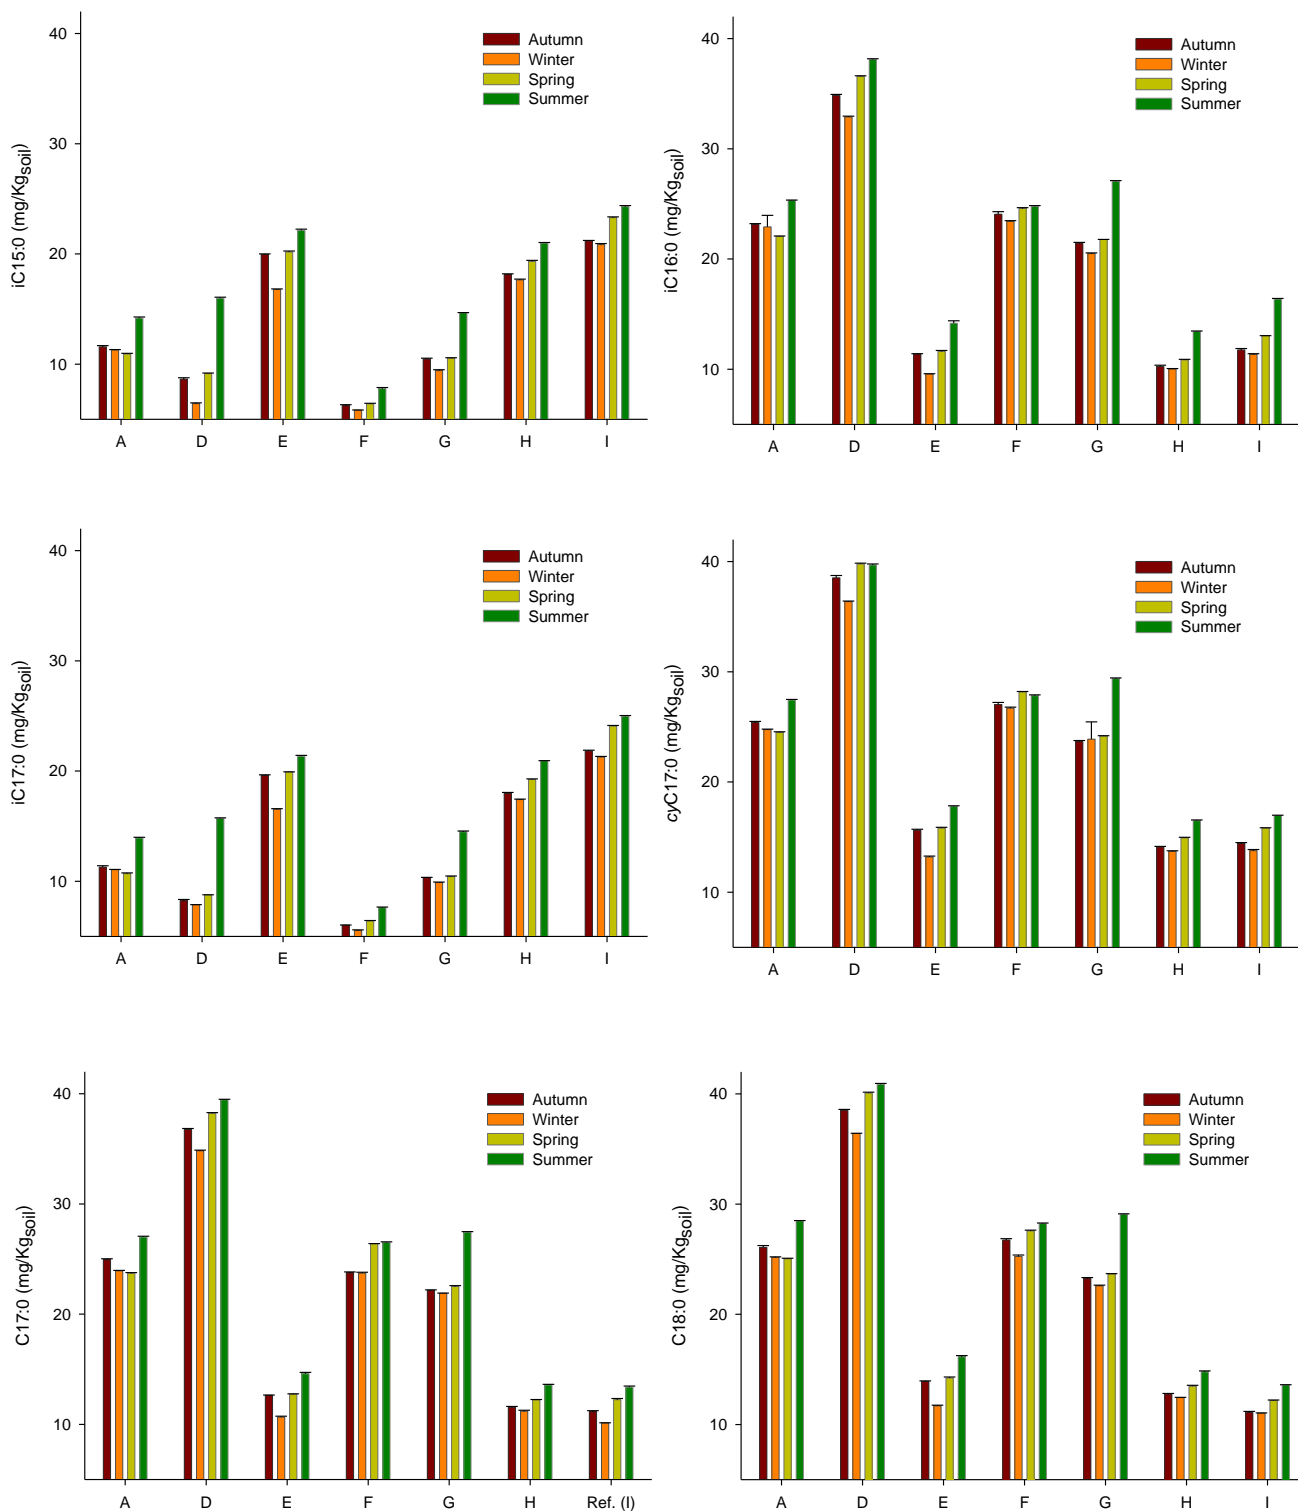 iC15:0 (mg/Kgsoil)
40
30
20
10
Autumn
Winter
Spring
Summer
A D E F G H I
iC16:0 (mg/Kgsoil)
40
30
20
10
Autumn
Winter
Spring
Summer
A D E F G H I
iC17:0 (mg/Kgsoil)
40
30
20
10
Autumn
Winter
Spring
Summer
A D E F G H I
cyC17:0 (mg/Kgsoil)
40
30
20
10
Autumn
Winter
Spring
Summer
A D E F G H I
C17:0 (mg/Kgsoil)
40
30
20
10
Autumn
Winter
Spring
Summer
A D E F G H Ref. (I)
C18:0 (mg/Kgsoil)
40
30
20
10
Autumn
Winter
Spring
Summer
A D E F G H I